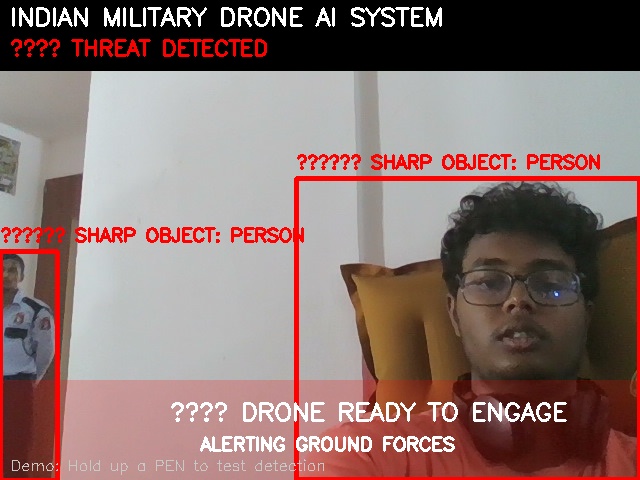 INDIAN MILITARY DRONE AI SYSTEM
???? THREAT DETECTED
?????? SHARP OBJECT: PERSON
?????? SHARP OBJECT: PERSON
???? DRONE READY TO ENGAGE
ALERTING GROUND FORCES
Demo: Hold up a PEN to test detection